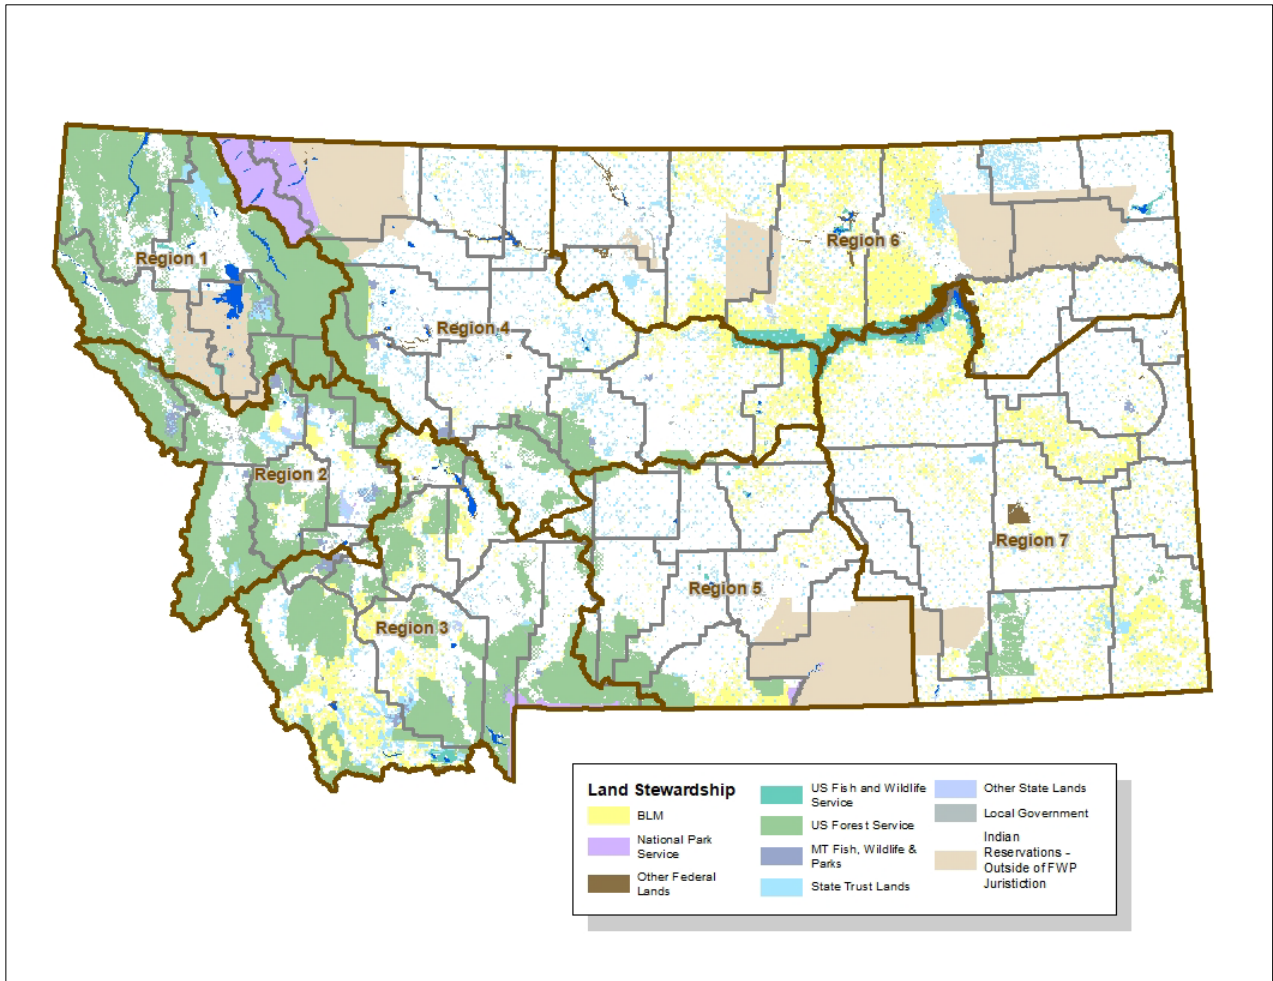 Region 1
Region 6
Region 4
Region 2
Region 7
Region 5
Region 3
Land Stewardship
BLM
National Park
Service
Other Federal
Lands
US Fish and Wildlife
Service
US Forest Service
MT Fish, Wildlife &
Parks
State Trust Lands
Other State Lands
Local Government
Indian
Reservations -
Outside of FWP
Juristiction